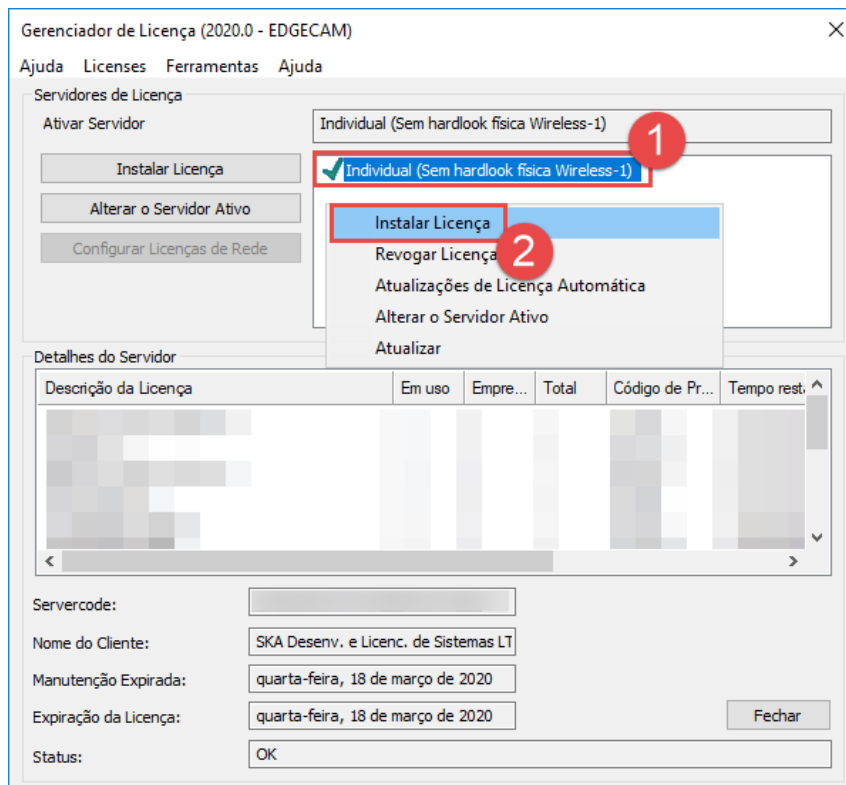 Gerenciador de Licença (2020.0 - EDGECAM)
Ajuda Licenses Ferramentas Ajuda
Servidores de Licença
Ativar Servidor
Individual (Sem hardlook física Wireless-1)
1
Instalar Licença
Individual (Sem hardlook física Wireless-1)
Alterar o Servidor Ativo
Configurar Licenças de Rede
Instalar Licença
2
Revogar Licença
Atualizações de Licença Automática
Alterar o Servidor Ativo
Atualizar
Detalhes do Servidor
Descrição da Licença Em uso Empre... Total Código de Pr... Tempo resta
Servercode:
Nome do Cliente: SKA Desenv. e Licenc. de Sistemas LT
Manutenção Expirada: quarta-feira, 18 de março de 2020
Expiração da Licença: quarta-feira, 18 de março de 2020
Fechar
Status: OK